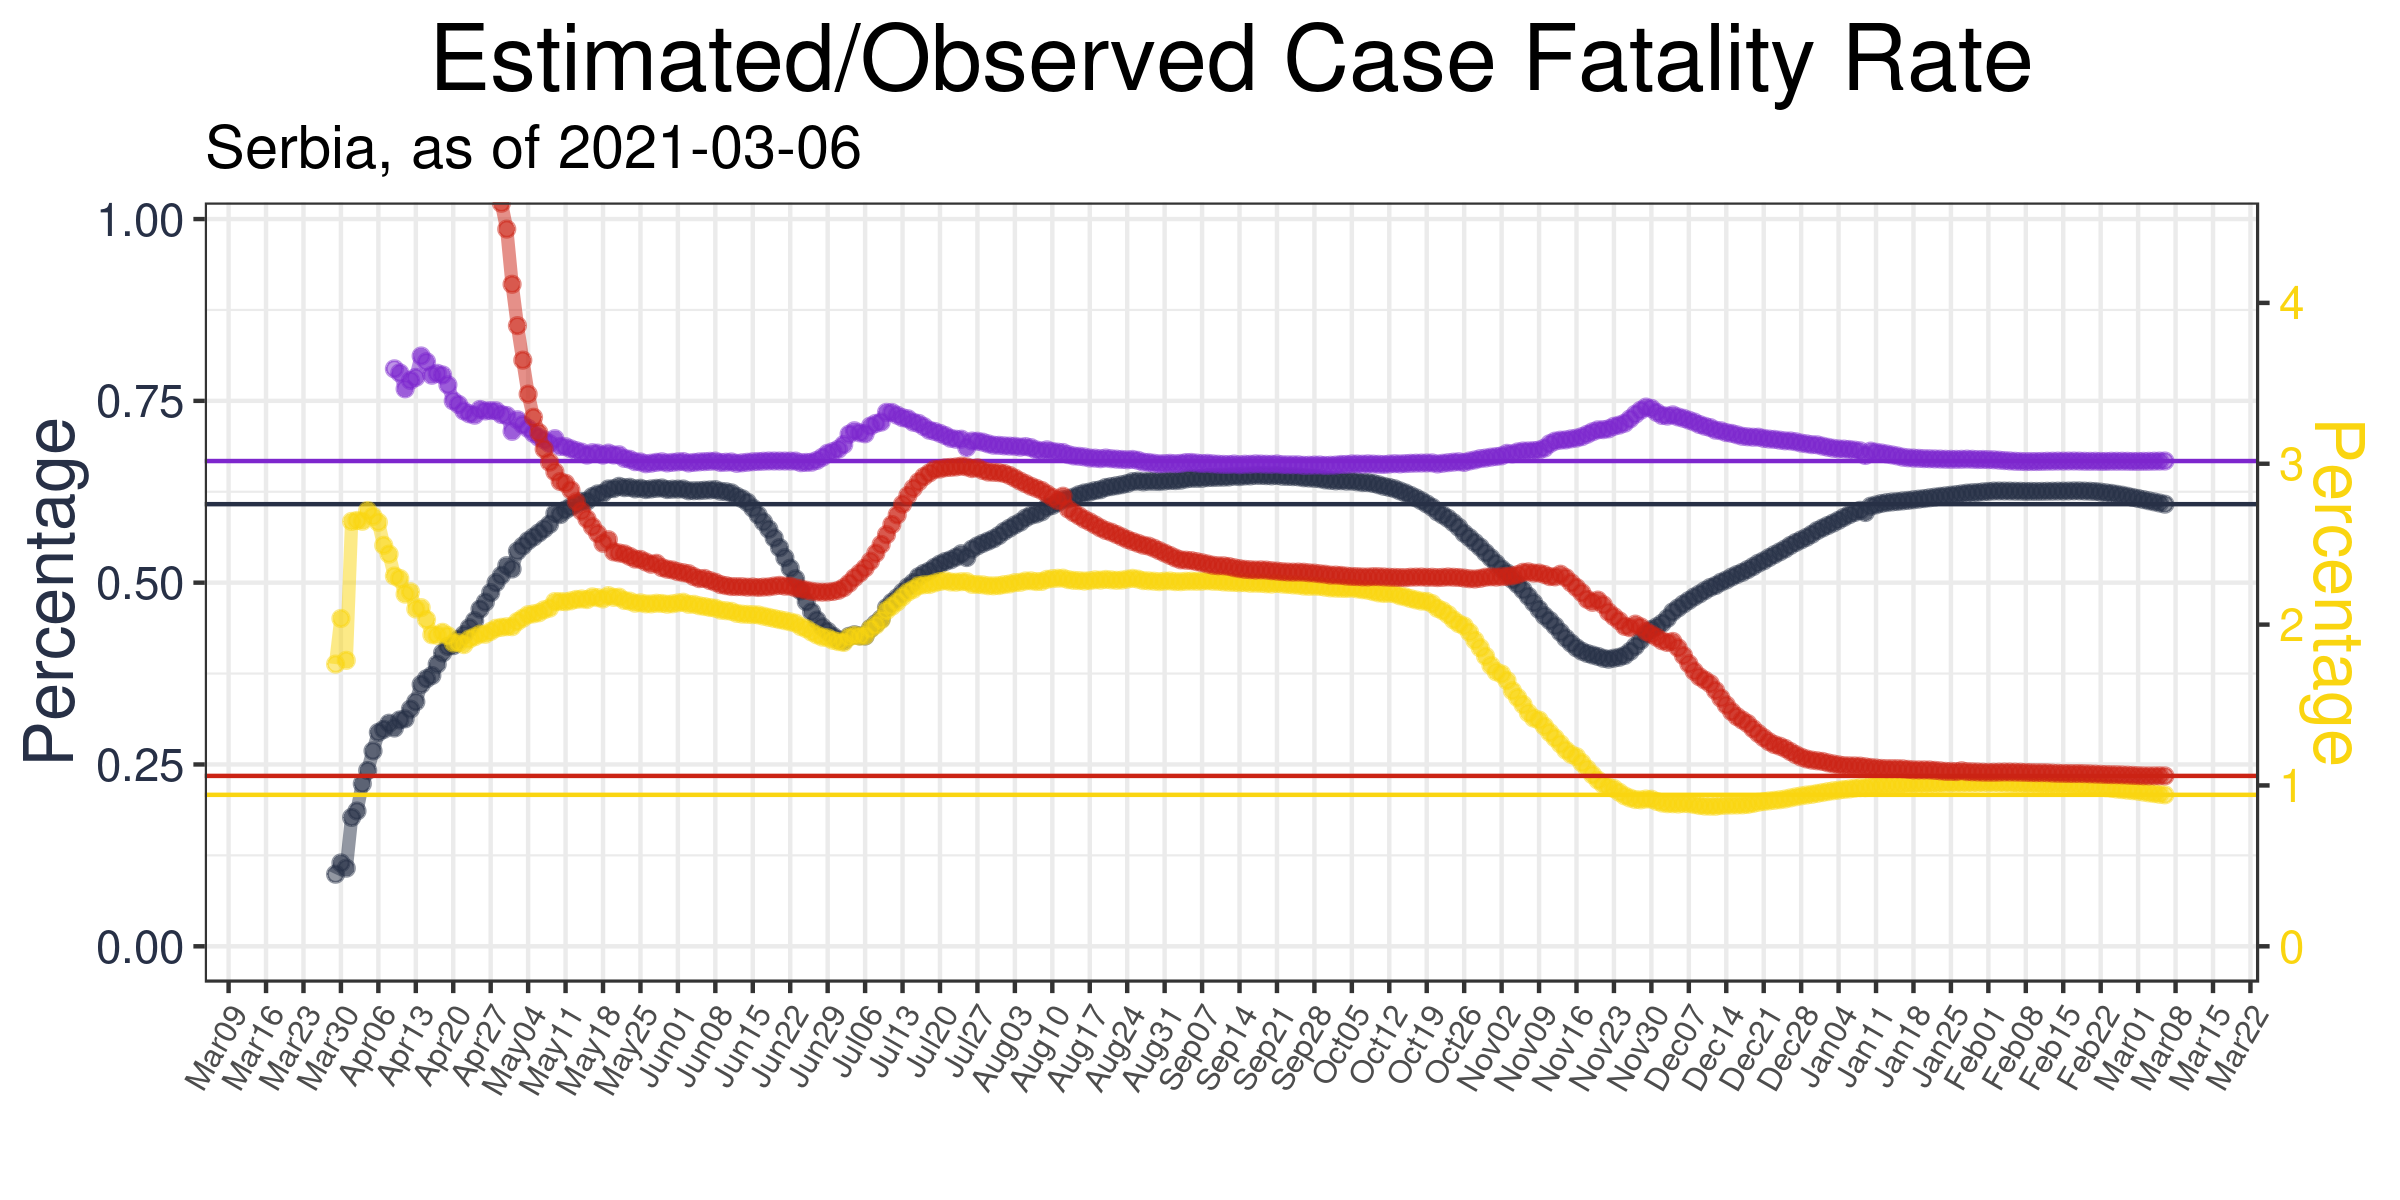 Estimated/Observed Case Fatality Rate
Serbia, as of 2021-03-06
Percentage
1.00
0.75
0.50
0.25
0.00
4
3
2
1
0
Percentage
Mar09
Mar16
Mar23
Mar30
Apr06
Apr13
Apr20
Apr27
May04
May11
May18
May25
Jun01
Jun08
Jun15
Jun22
Jun29
Jul06
Jul13
Jul20
Jul27
Aug03
Aug10
Aug17
Aug24
Aug31
Sep07
Sep14
Sep21
Sep28
Oct05
Oct12
Oct19
Oct26
Nov02
Nov09
Nov16
Nov23
Nov30
Dec07
Dec14
Dec21
Dec28
Dec04
Jan11
Jan18
Jan25
Feb01
Feb08
Feb15
Feb22
Mar01
Mar08
Mar15
Mar22